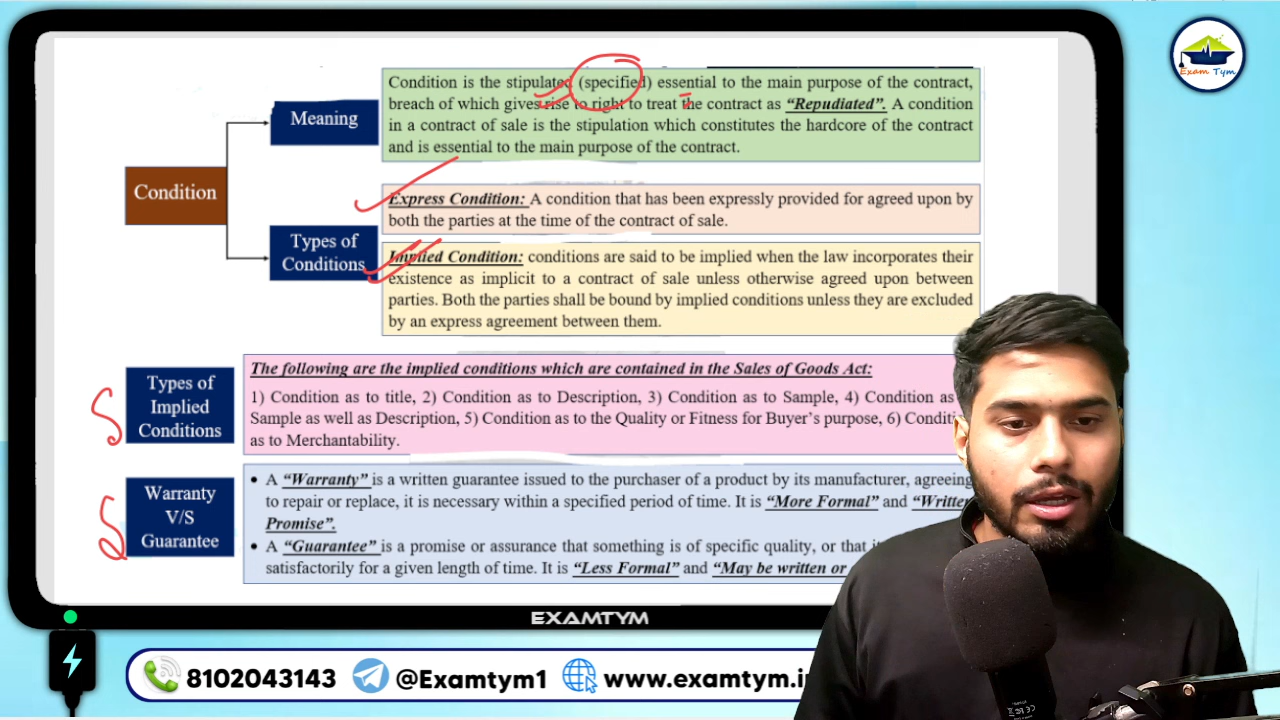 Exam Tym
Condition
Meaning
Condition is the stipulated (specified) essential to the main purpose of the contract,
breach of which gives rise to right to treat the contract as “Repudiated”. A condition
in a contract of sale is the stipulation which constitutes the hardcore of the contract
and is essential to the main purpose of the contract.
Types of
Conditions
Express Condition: A condition that has been expressly provided for agreed upon by
both the parties at the time of the contract of sale.
Implied Condition: conditions are said to be implied when the law incorporates their
existence as implicit to a contract of sale unless otherwise agreed upon between
parties. Both the parties shall be bound by implied conditions unless they are excluded
by an express agreement between them.
Types of
Implied
Conditions
The following are the implied conditions which are contained in the Sales of Goods Act:
1) Condition as to title, 2) Condition as to Description, 3) Condition as to Sample, 4) Condition as
Sample as well as Description, 5) Condition as to the Quality or Fitness for Buyer’s purpose, 6)
as to Merchantability.
Warranty
V/S
Guarantee
• A “Warranty” is a written guarantee issued to the purchaser of a product by its manufacturer, agreeing
to repair or replace, it is necessary within a specified period of time. It is “More Formal” and “Written
Promise”.
• A “Guarantee” is a promise or assurance that something is of specific quality, or that
satisfactorily for a given length of time. It is “Less Formal” and “May be written or
EXAMTYM
8102043143 @Examtym1 www.examtym.in